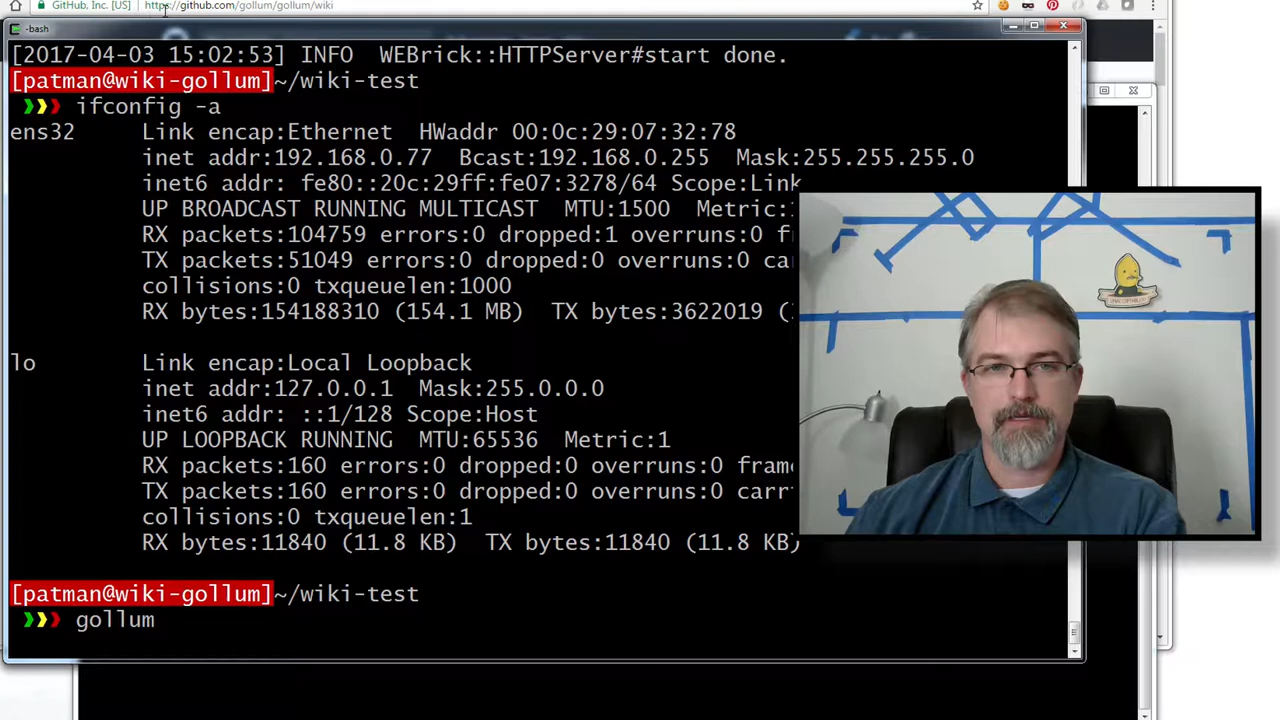 GitHub, Inc. [US]
https://github.com/gollum/gollum/wiki
-bash
[2017-04-03 15:02:53] INFO  WEBrick::HTTPServer#start done.
[patman@wiki-gollum]~/wiki-test
❯❯❯ ifconfig -a
ens32     Link encap:Ethernet  HWaddr 00:0c:29:07:32:78
inet addr:192.168.0.77  Bcast:192.168.0.255  Mask:255.255.255.0
inet6 addr: fe80::20c:29ff:fe07:3278/64 Scope:Link
UP BROADCAST RUNNING MULTICAST  MTU:1500  Metric:1
RX packets:104759 errors:0 dropped:1 overruns:0
TX packets:51049 errors:0 dropped:0 overruns:0
collisions:0 txqueuelen:1000
RX bytes:154188310 (154.1 MB)  TX bytes:3622019
lo        Link encap:Local Loopback
inet addr:127.0.0.1  Mask:255.0.0.0
inet6 addr: ::1/128 Scope:Host
UP LOOPBACK RUNNING  MTU:65536  Metric:1
RX packets:160 errors:0 dropped:0 overruns:0
TX packets:160 errors:0 dropped:0 overruns:0
collisions:0 txqueuelen:1
RX bytes:11840 (11.8 KB)  TX bytes:11840 (11.8 KB)
[patman@wiki-gollum]~/wiki-test
❯❯❯ gollum